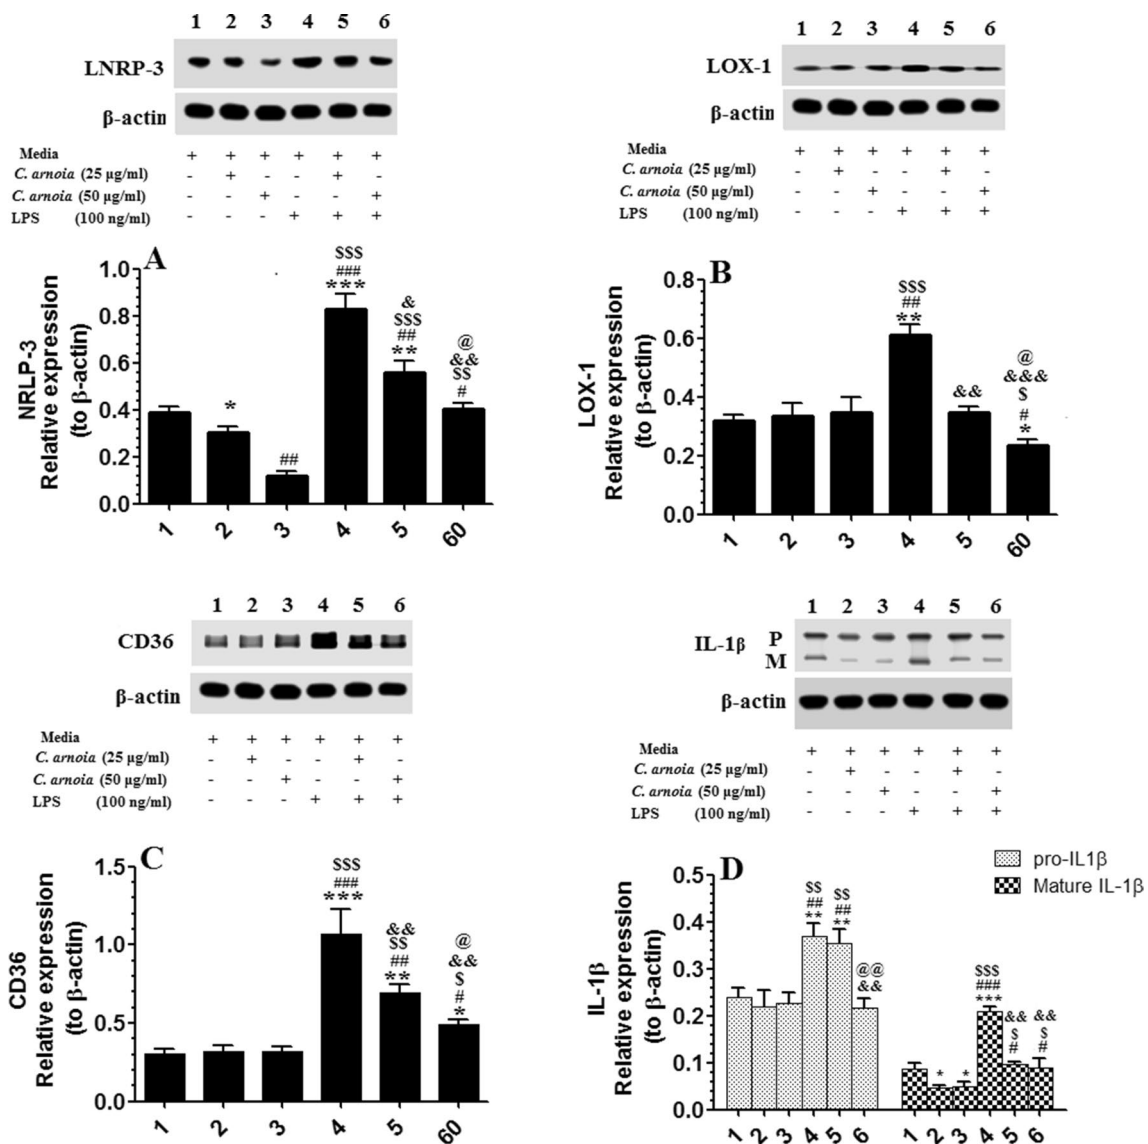 1 2 3 4 5 6
LNRP-3
β-actin
Media + + + + + +
C. arnoia (25 µg/ml) - + - - + -
C. arnoia (50 µg/ml) - - + - - +
LPS (100 ng/ml) - - - + + +
A
NRLP-3
Relative expression
(to β-actin)
1.0
0.8
0.6
0.4
0.2
0.0
*
##
$$$
###
***
&
$$$
##
**
@
&&
$$
#
1 2 3 4 5 60
1 2 3 4 5 6
LOX-1
β-actin
Media + + + + + +
C. arnoia (25 µg/ml) - + - - + -
C. arnoia (50 µg/ml) - - + - - +
LPS (100 ng/ml) - - - + + +
B
LOX-1
Relative expression
(to β-actin)
0.8
0.6
0.4
0.2
0.0
$$$
##
**
&&
@
&&&
$
#
*
1 2 3 4 5 60
1 2 3 4 5 6
CD36
β-actin
Media + + + + + +
C. arnoia (25 µg/ml) - + - - + -
C. arnoia (50 µg/ml) - - + - - +
LPS (100 ng/ml) - - - + + +
C
CD36
Relative expression
(to β-actin)
1.5
1.0
0.5
0.0
$$$
###
***
&&
$$
##
**
@
&&
$
#
*
1 2 3 4 5 60
1 2 3 4 5 6
IL-1β P
M
β-actin
Media + + + + + +
C. arnoia (25 µg/ml) - + - - + -
C. arnoia (50 µg/ml) - - + - - +
LPS (100 ng/ml) - - - + + +
D
pro-IL1β
Mature IL-1β
IL-1β
Relative expression
(to β-actin)
0.5
0.4
0.3
0.2
0.1
0.0
$$
##
**
$$
##
**
@@
&&
*
*
$$$
###
***
&&
$
#
&&
$
#
1 2 3 4 5 6 1 2 3 4 5 6